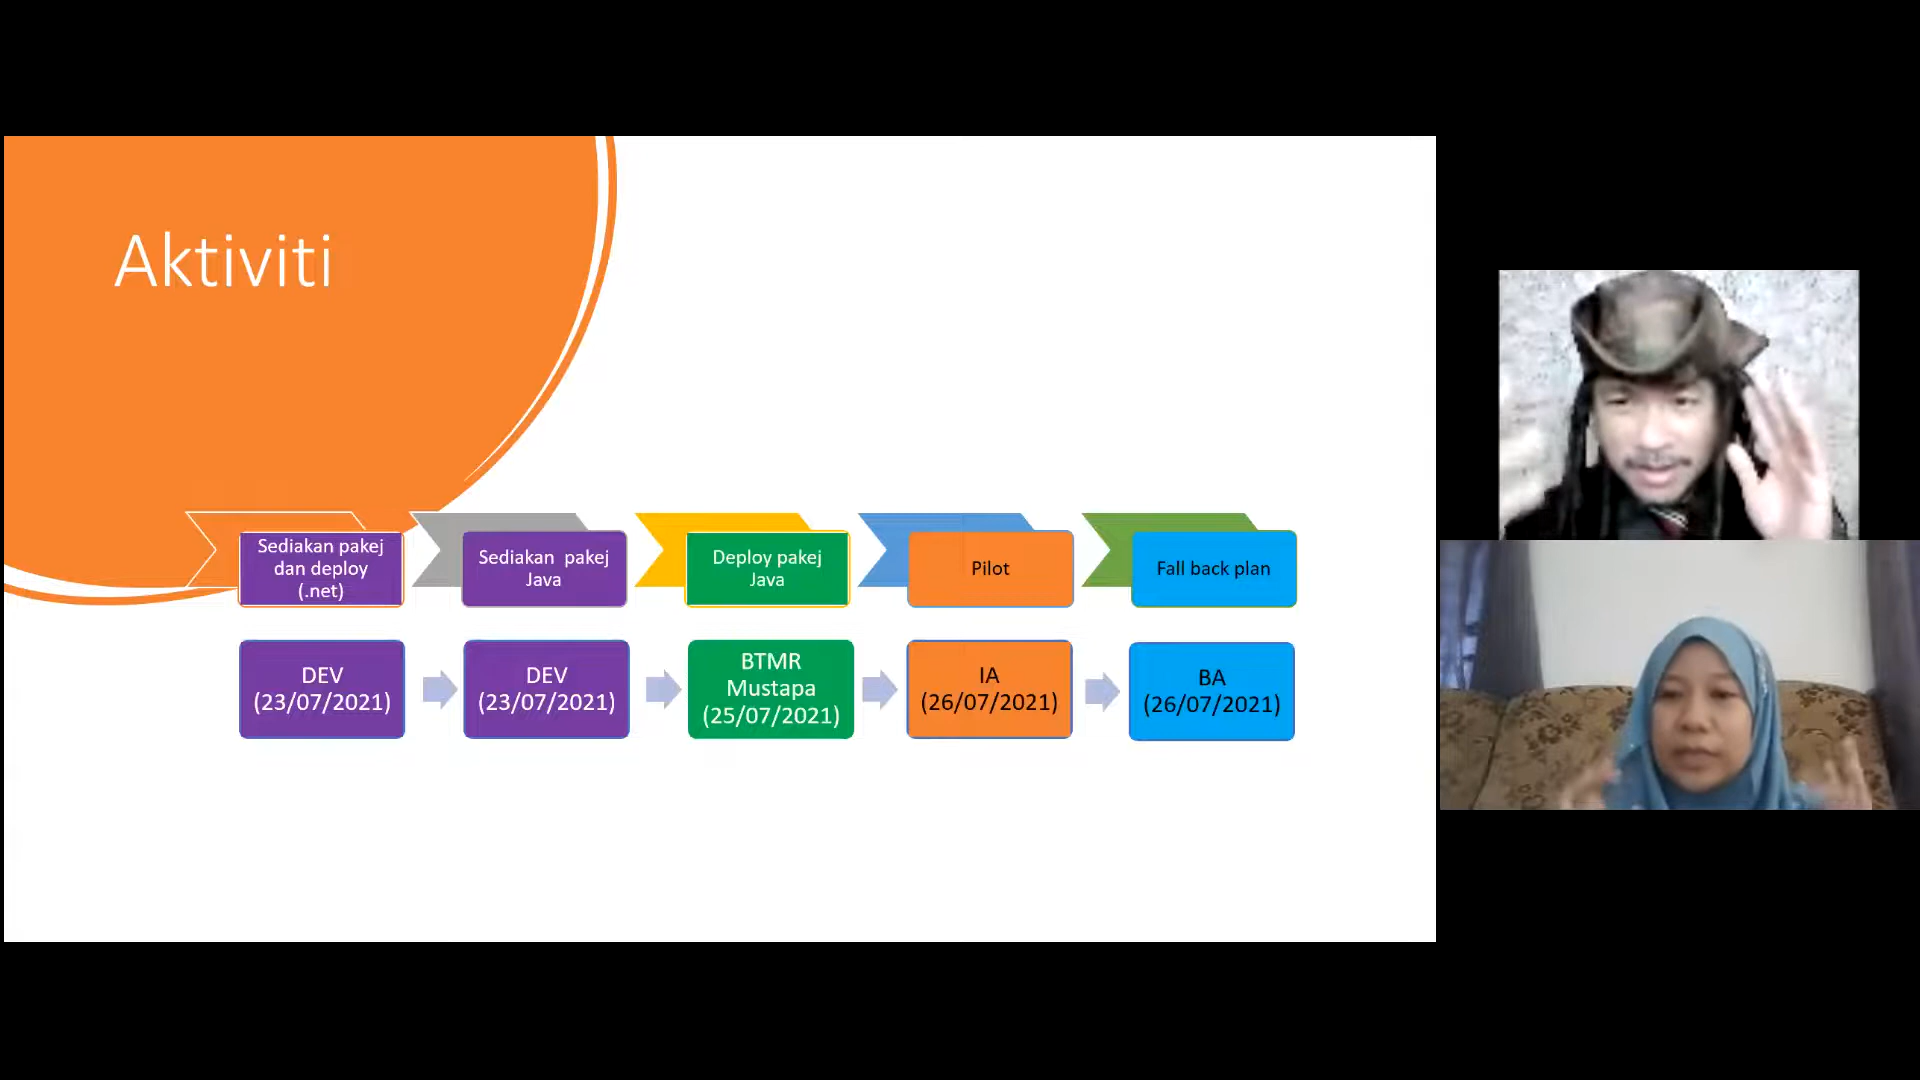 Aktiviti
Sediakan pakej
dan deploy
(.net)
Sediakan pakej
Java
Deploy pakej
Java
Pilot
Fall back plan
DEV
(23/07/2021)
DEV
(23/07/2021)
BTMR
Mustapa
(25/07/2021)
IA
(26/07/2021)
BA
(26/07/2021)